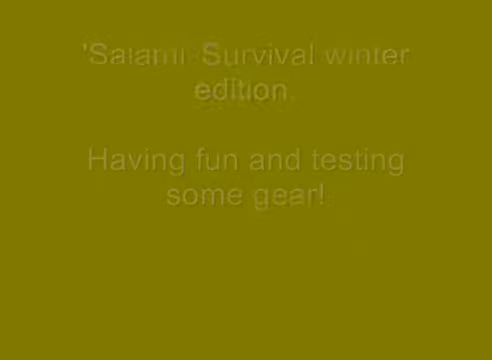 'Salami Survival winter
edition.
Having fun and testing
some gear!